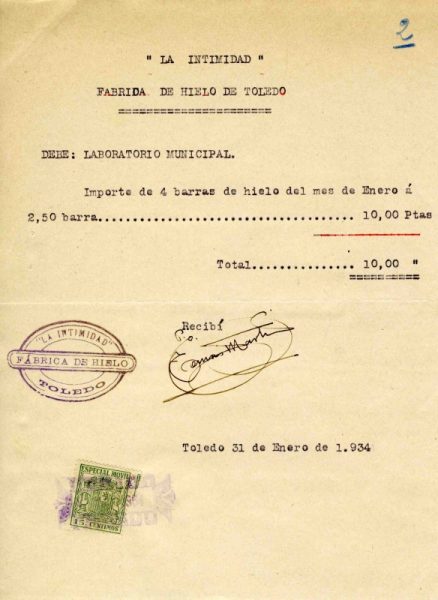 2
" LA INTIMIDAD "
FABRIDA DE HIELO DE TOLEDO
DEBE: LABORATORIO MUNICIPAL.
Importe de 4 barras de hielo del mes de Enero á
2,50 barra..................................... 10,00 Ptas
Total............... 10,00 "
Recibí
"LA INTIMIDAD"
FÁBRICA DE HIELO
TOLEDO
Toledo 31 de Enero de 1.934
ESPECIAL MOVIL
15 CENTIMOS